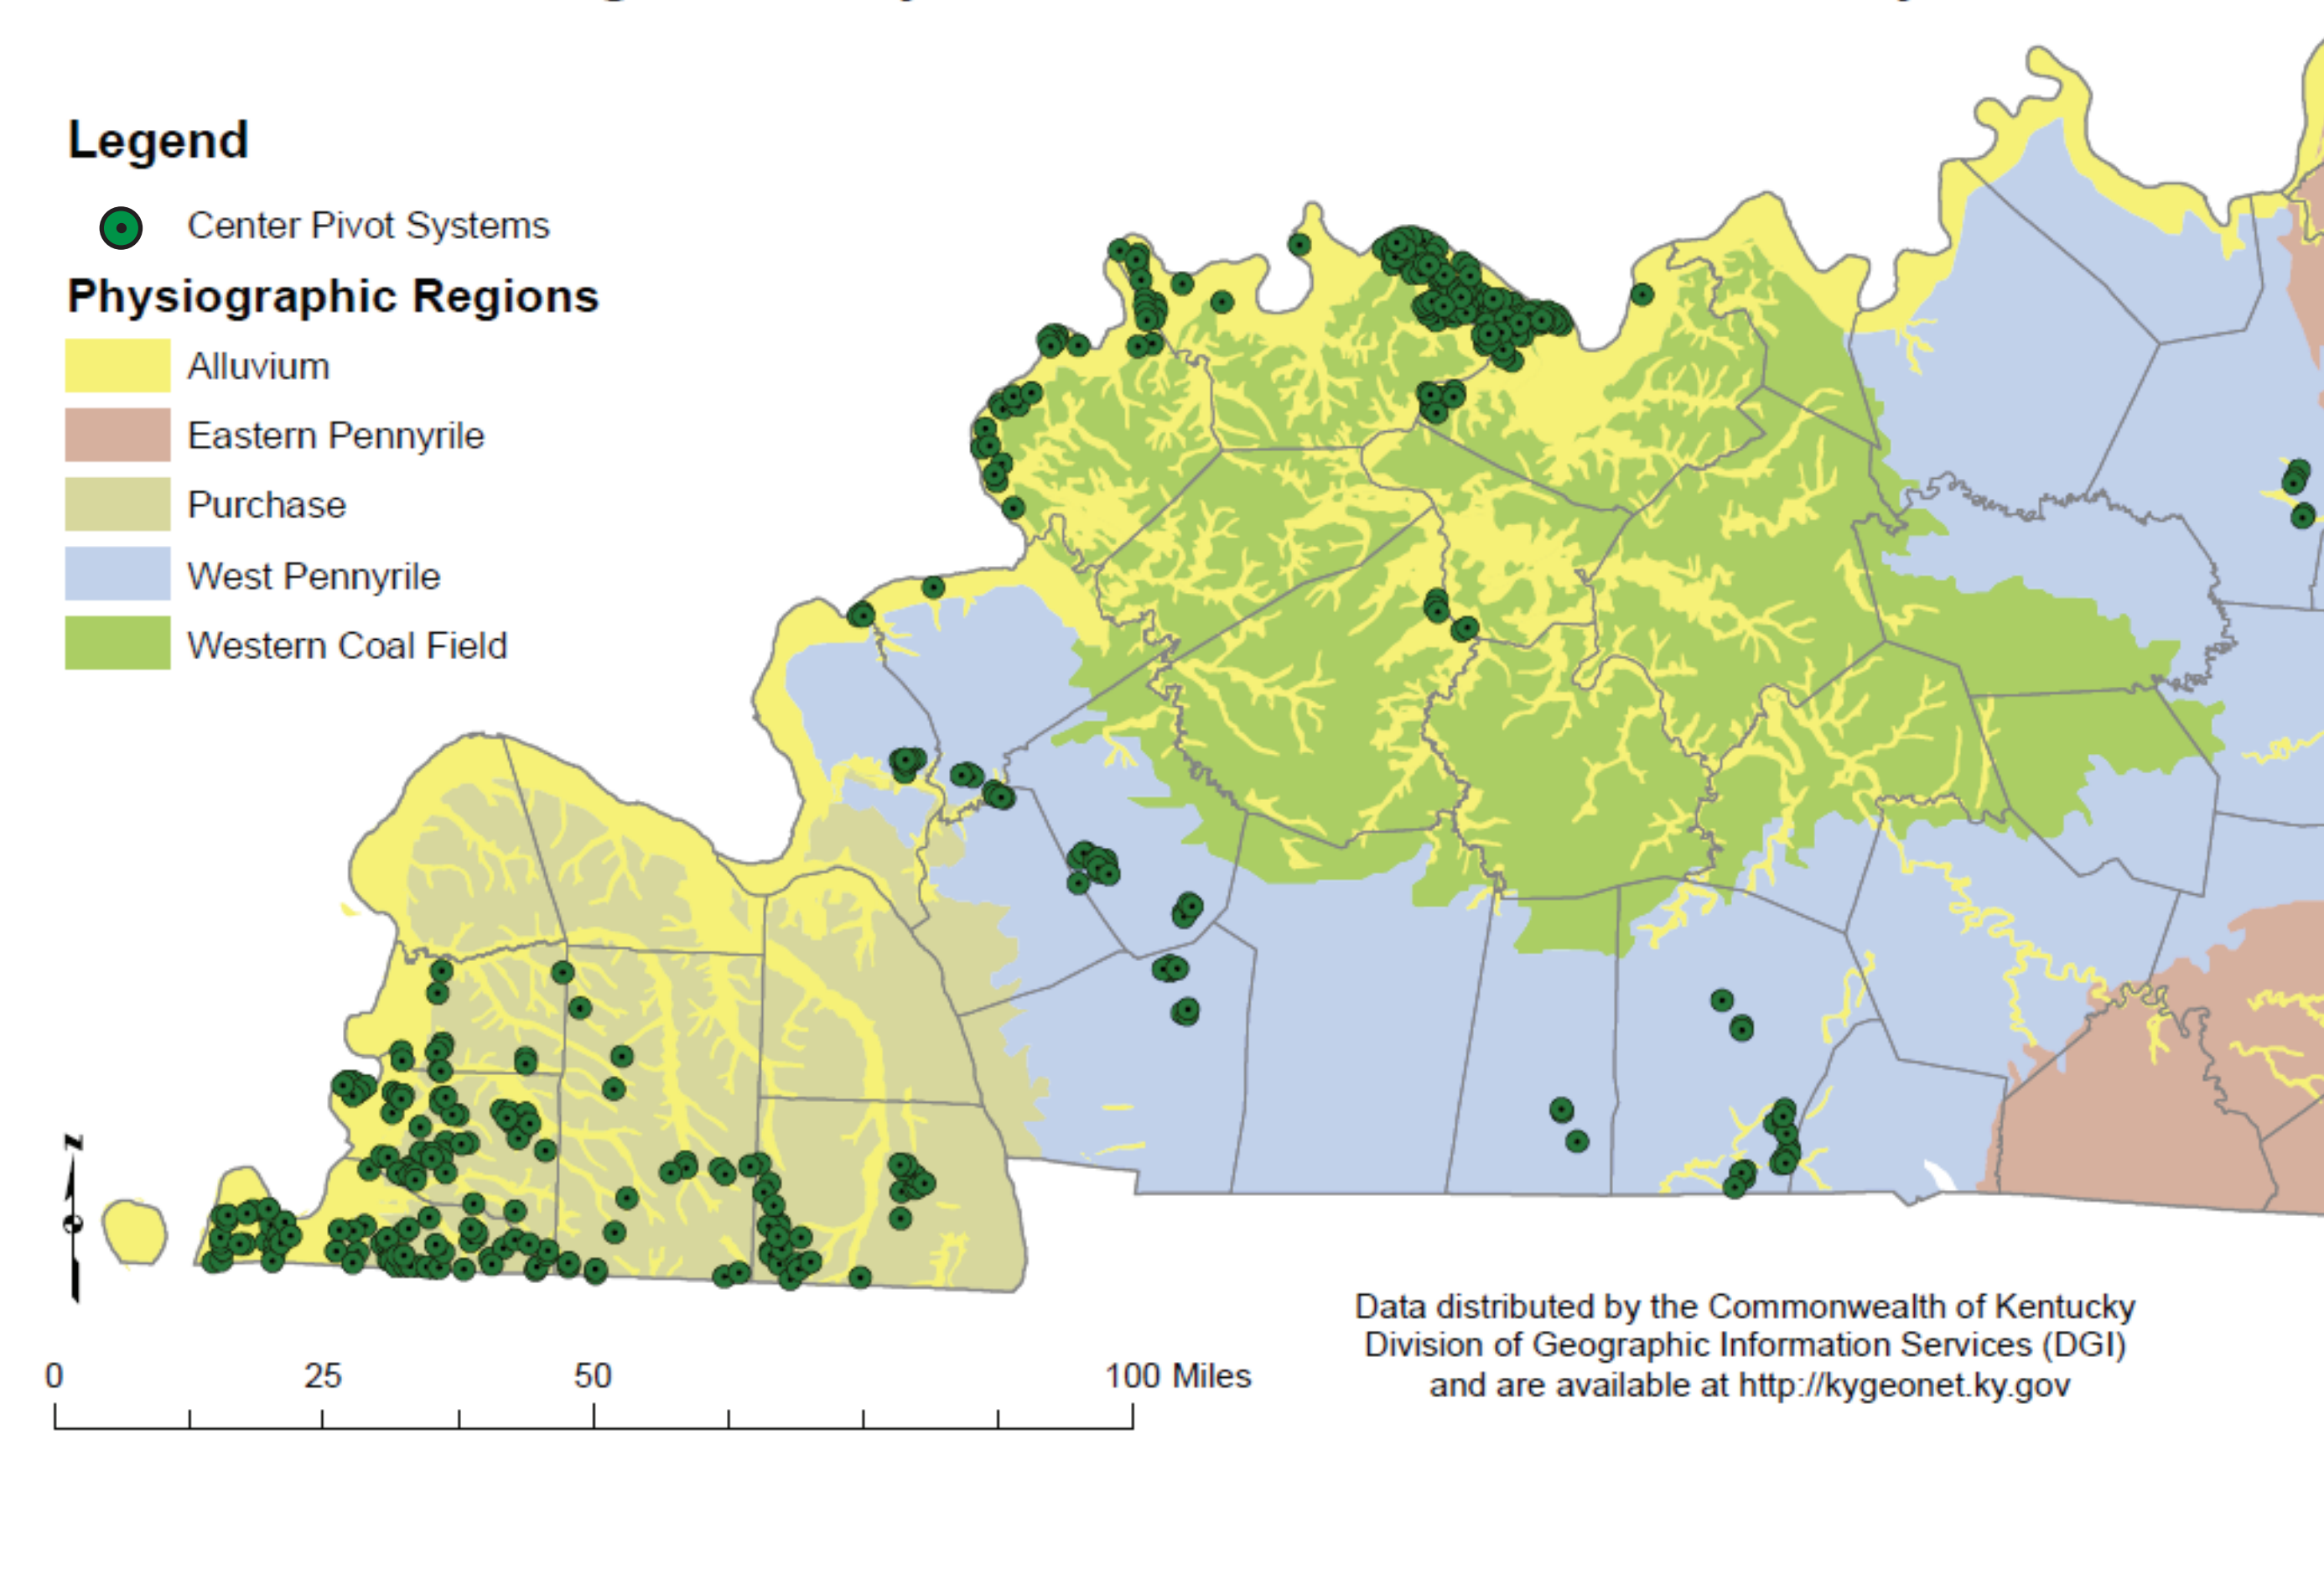 Legend
Center Pivot Systems
Physiographic Regions
Alluvium
Eastern Pennyrile
Purchase
West Pennyrile
Western Coal Field
N
0 25 50 100 Miles
Data distributed by the Commonwealth of Kentucky
Division of Geographic Information Services (DGI)
and are available at http://kygeonet.ky.gov